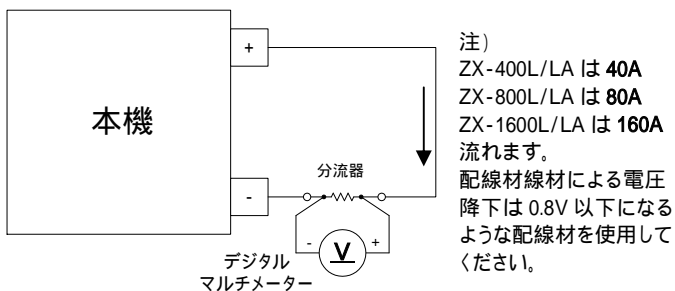 本機
+
-
分流器
-
V
+
デジタル
マルチメーター
注)
ZX-400L/LA は 40A
ZX-800L/LA は 80A
ZX-1600L/LA は 160A
流れます。
配線材線材による電圧
降下は 0.8V 以下になる
ような配線材を使用して
ください。